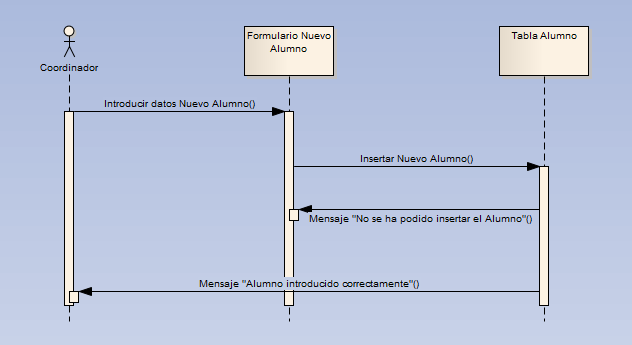 Coordinador
Formulario Nuevo
Alumno
Tabla Alumno
Introducir datos Nuevo Alumno()
Insertar Nuevo Alumno()
Mensaje "No se ha podido insertar el Alumno"()
Mensaje "Alumno introducido correctamente"()